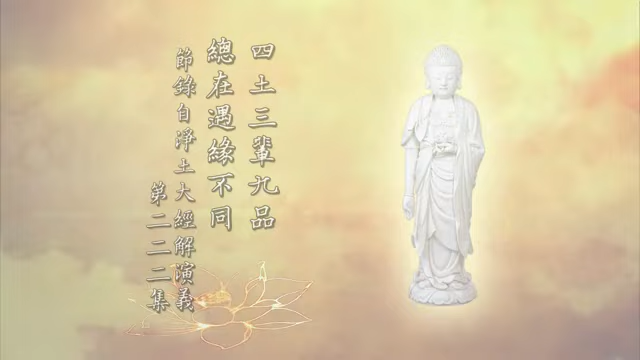 四土三輩九品
總在遇緣不同
節錄自淨土大經解演義
第二二二集